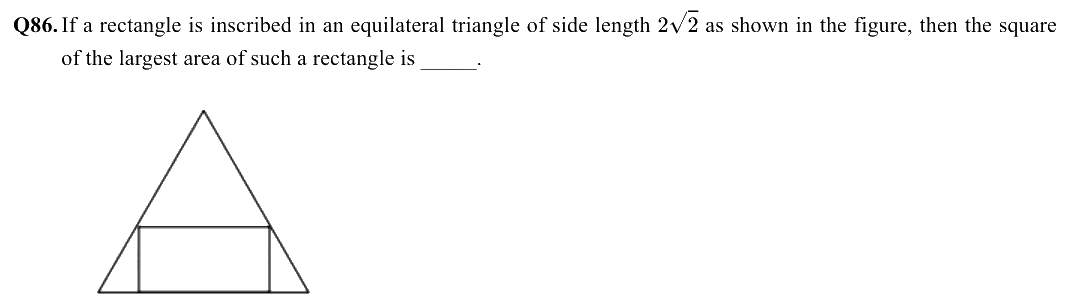 Q86. If a rectangle is inscribed in an equilateral triangle of side length 2√2 as shown in the figure, then the square
of the largest area of such a rectangle is _____.